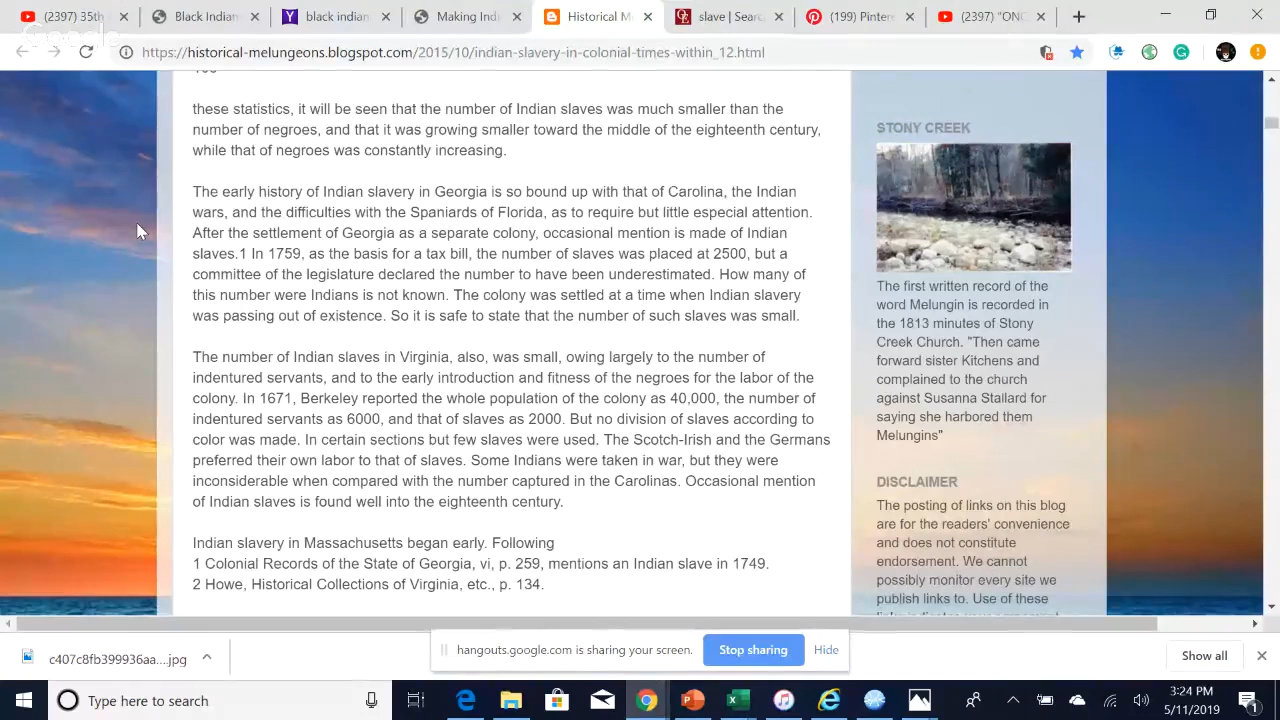 (2397) 35th
Black Indian
black indian
Making Indi
Historical M
slave | Searc
(199) Pinter
(2397) "ONC
https://historical-melungeons.blogspot.com/2015/10/indian-slavery-in-colonial-times-within_12.html
these statistics, it will be seen that the number of Indian slaves was much smaller than the
number of negroes, and that it was growing smaller toward the middle of the eighteenth century,
while that of negroes was constantly increasing.
The early history of Indian slavery in Georgia is so bound up with that of Carolina, the Indian
wars, and the difficulties with the Spaniards of Florida, as to require but little especial attention.
After the settlement of Georgia as a separate colony, occasional mention is made of Indian
slaves.1 In 1759, as the basis for a tax bill, the number of slaves was placed at 2500, but a
committee of the legislature declared the number to have been underestimated. How many of
this number were Indians is not known. The colony was settled at a time when Indian slavery
was passing out of existence. So it is safe to state that the number of such slaves was small.
The number of Indian slaves in Virginia, also, was small, owing largely to the number of
indentured servants, and to the early introduction and fitness of the negroes for the labor of the
colony. In 1671, Berkeley reported the whole population of the colony as 40,000, the number of
indentured servants as 6000, and that of slaves as 2000. But no division of slaves according to
color was made. In certain sections but few slaves were used. The Scotch-Irish and the Germans
preferred their own labor to that of slaves. Some Indians were taken in war, but they were
inconsiderable when compared with the number captured in the Carolinas. Occasional mention
of Indian slaves is found well into the eighteenth century.
Indian slavery in Massachusetts began early. Following
1 Colonial Records of the State of Georgia, vi, p. 259, mentions an Indian slave in 1749.
2 Howe, Historical Collections of Virginia, etc., p. 134.
STONY CREEK
The first written record of the
word Melungin is recorded in
the 1813 minutes of Stony
Creek Church. "Then came
forward sister Kitchens and
complained to the church
against Susanna Stallard for
saying she harbored them
Melungins"
DISCLAIMER
The posting of links on this blog
are for the readers' convenience
and does not constitute
endorsement. We cannot
possibly monitor every site we
publish links to. Use of these
hangouts.google.com is sharing your screen.
Stop sharing
Hide
c407c8fb399936aa....jpg
Show all
Type here to search
3:24 PM
5/11/2019